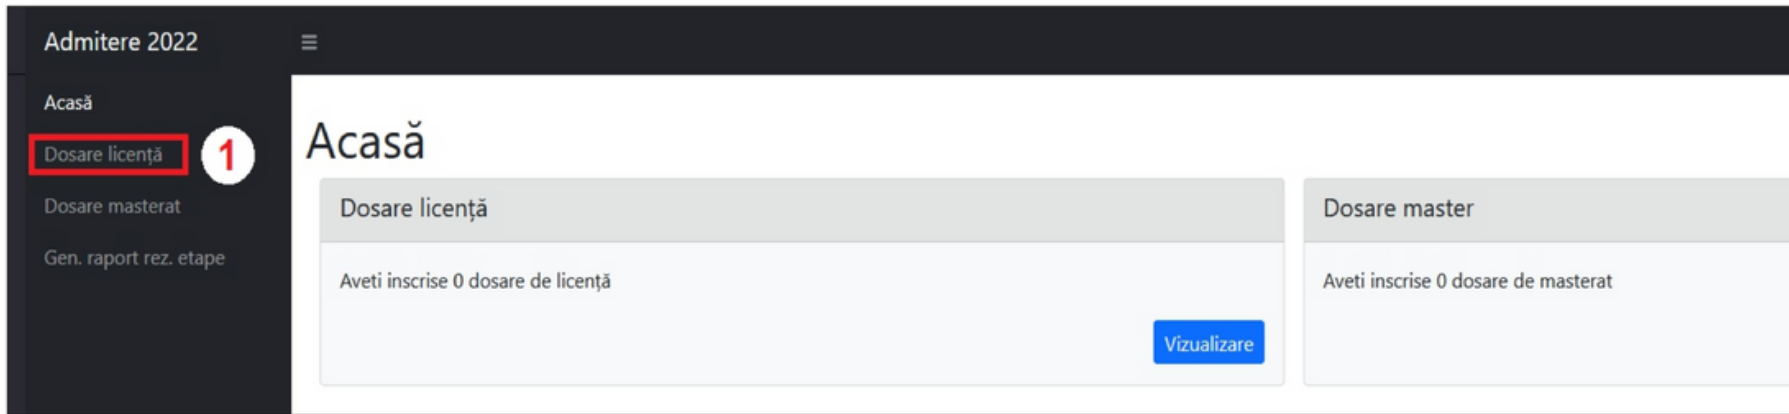 Admitere 2022
Acasă
Dosare licență
1
Dosare masterat
Gen. raport rez. etape
Acasă
Dosare licență
Aveti inscrise 0 dosare de licență
Vizualizare
Dosare master
Aveti inscrise 0 dosare de masterat